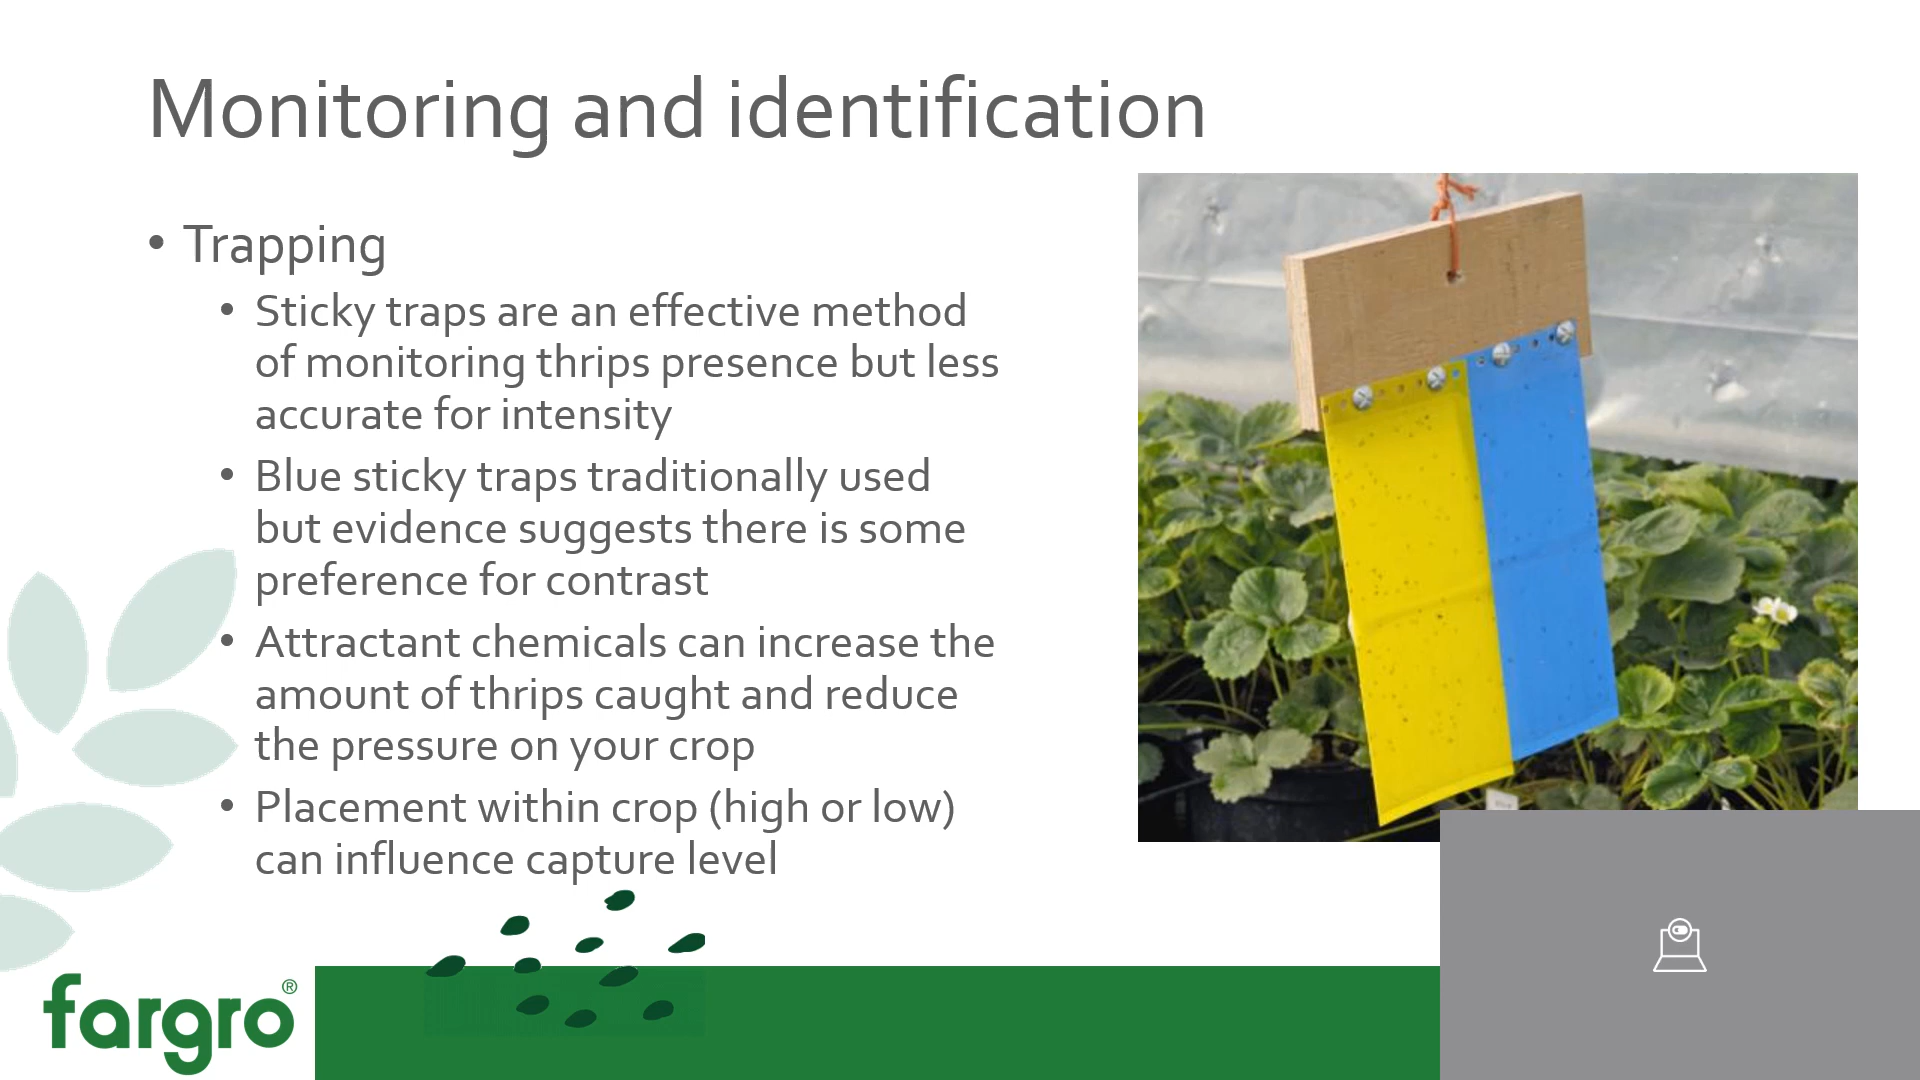 Monitoring and identification
• Trapping
• Sticky traps are an effective method
of monitoring thrips presence but less
accurate for intensity
• Blue sticky traps traditionally used
but evidence suggests there is some
preference for contrast
• Attractant chemicals can increase the
amount of thrips caught and reduce
the pressure on your crop
• Placement within crop (high or low)
can influence capture level
fargro®